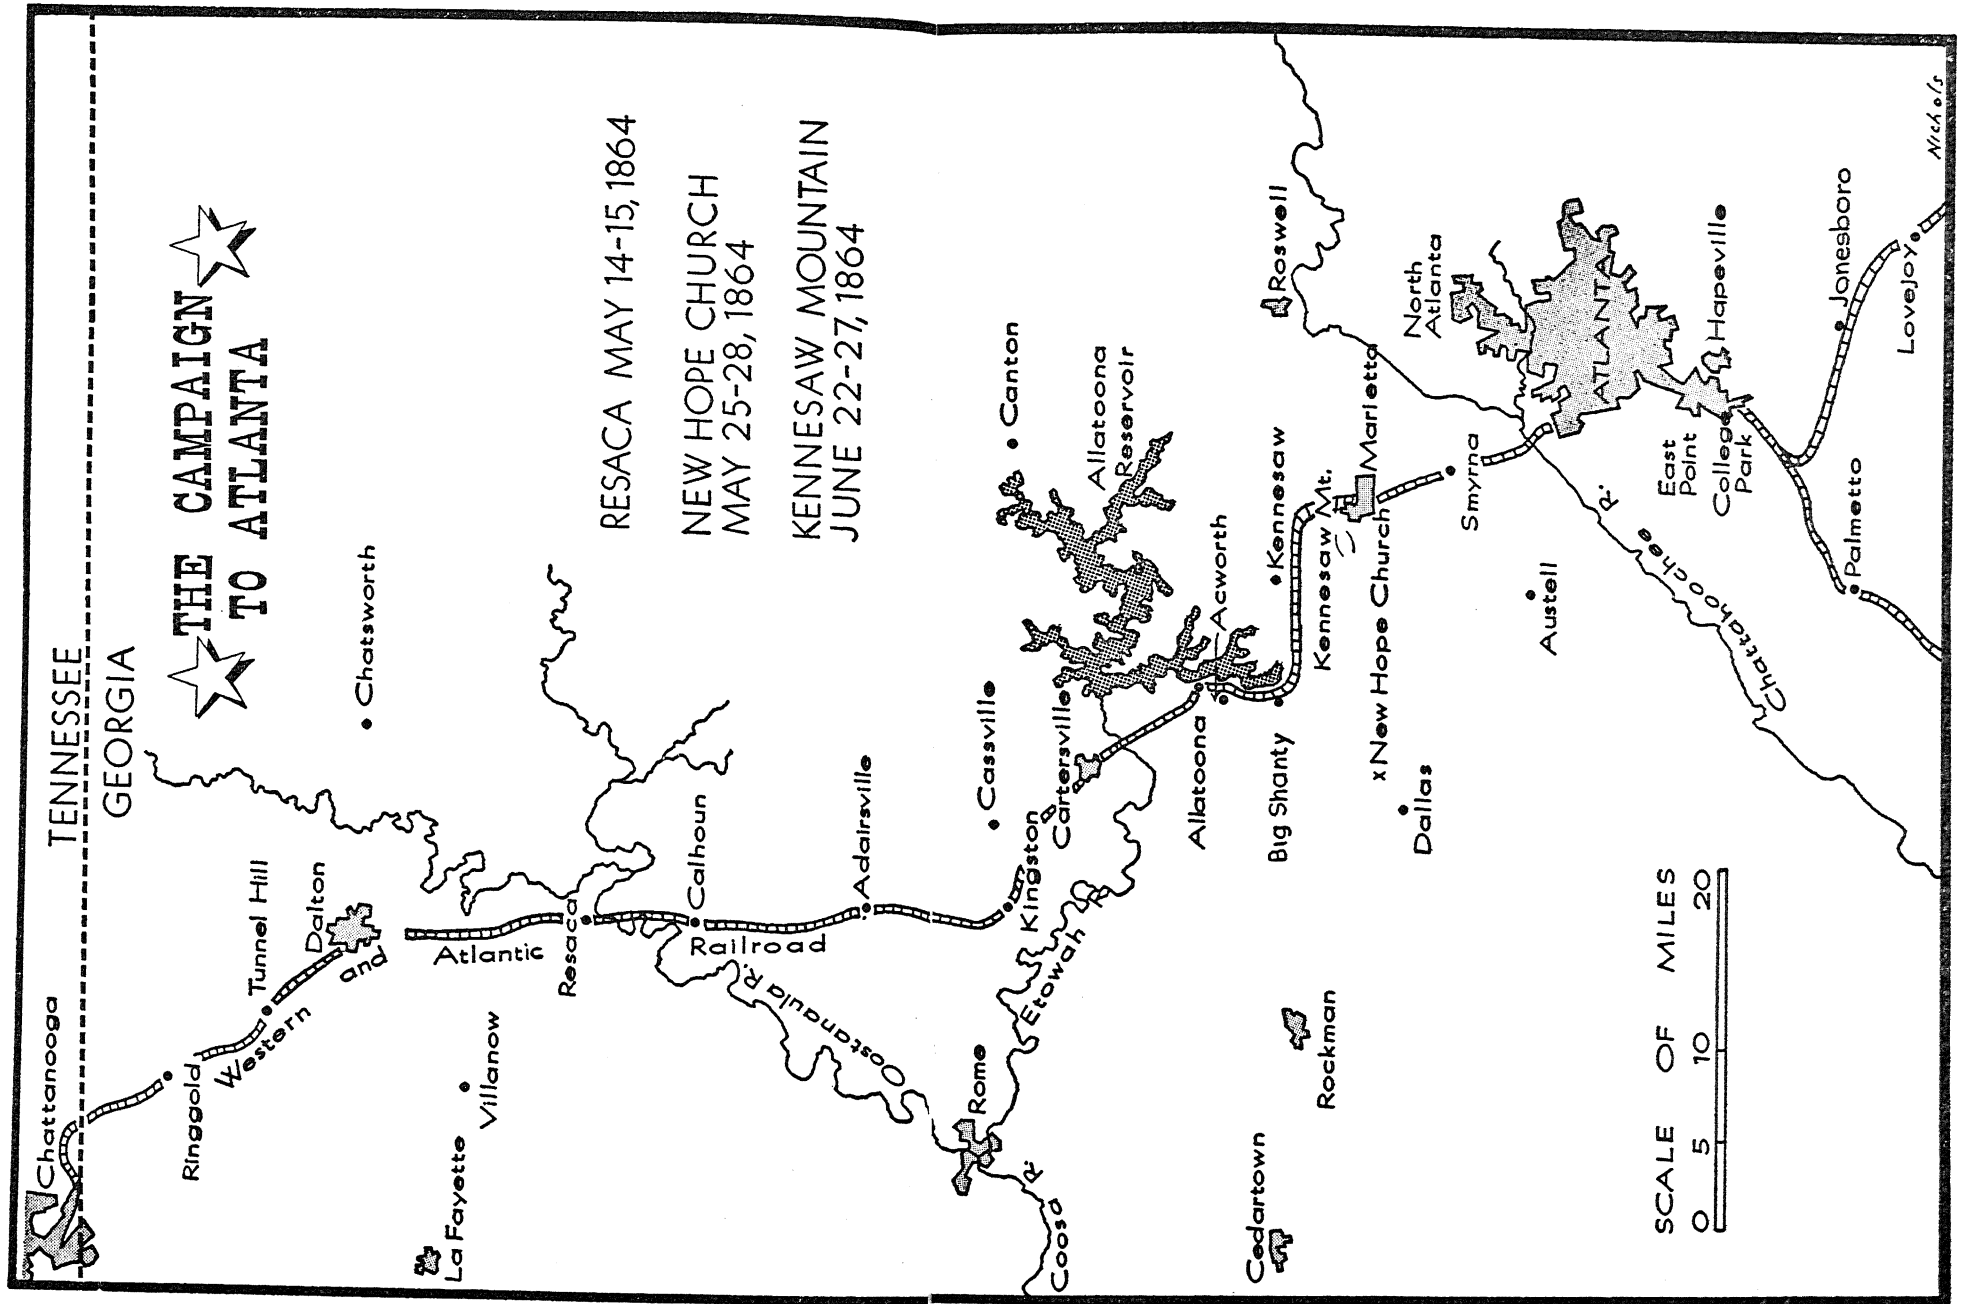 THE CAMPAIGN
TO ATLANTA
TENNESSEE
GEORGIA
RESACA MAY 14-15, 1864
NEW HOPE CHURCH
MAY 25-28, 1864
KENNESAW MOUNTAIN
JUNE 22-27, 1864
Chattanooga
Ringgold
Tunnel Hill
Dalton
Chatsworth
Western
and
Atlantic
Railroad
La Fayette
Villanow
Resaca
Calhoun
Oostanaula R.
Adairsville
Rome
Coosa R.
Etowah R.
Kingston
Cassville
Cartersville
Canton
Allatoona
Reservoir
Allatoona
Acworth
Big Shanty
Kennesaw
Kennesaw Mt.
Marietta
x New Hope Church
Dallas
Cedartown
Rockman
Roswell
North
Atlanta
Smyrna
Austell
ATLANTA
East
Point
College
Park
Hapeville
Chattahoochee R.
Palmetto
Jonesboro
Lovejoy
SCALE OF MILES
0 5 10 20
Nichols